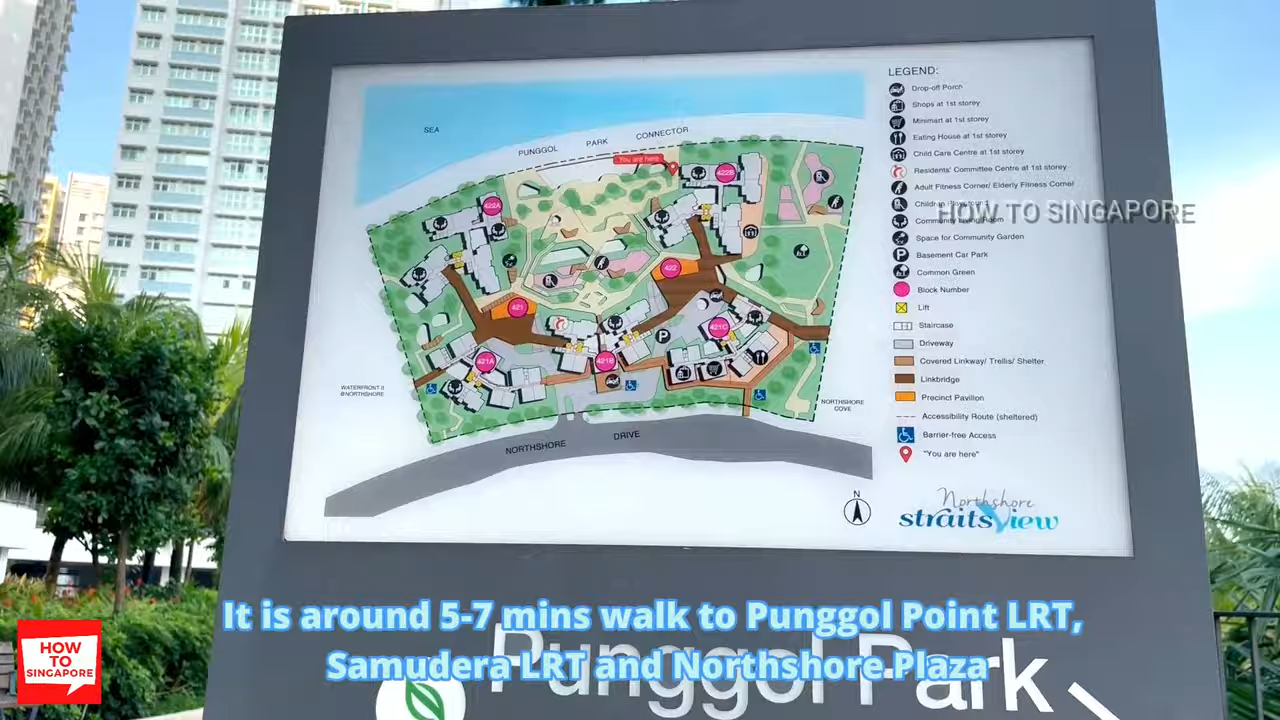 LEGEND:
Drop-off Porch
Shops at 1st storey
Minimart at 1st storey
Eating House at 1st storey
Child Care Centre at 1st storey
Residents' Committee Centre at 1st storey
Adult Fitness Corner/ Elderly Fitness Corner
Children
HOW TO SINGAPORE
Community Living Room
Space for Community Garden
P
Basement Car Park
Common Green
Block Number
Lift
Staircase
Driveway
Covered Linkway/ Trellis/ Shelter
Linkbridge
Precinct Pavilion
Accessibility Route (sheltered)
Barrier-free Access
"You are here"
SEA
PUNGGOL PARK CONNECTOR
You are here
422B
422A
422
421
421C
P
421A
421B
WATERFRONT II
@NORTHSHORE
NORTHSHORE
COVE
NORTHSHORE DRIVE
N
Northshore
straitsview
It is around 5-7 mins walk to Punggol Point LRT,
Samudera LRT and Northshore Plaza
Punggol Park
HOW
TO
SINGAPORE